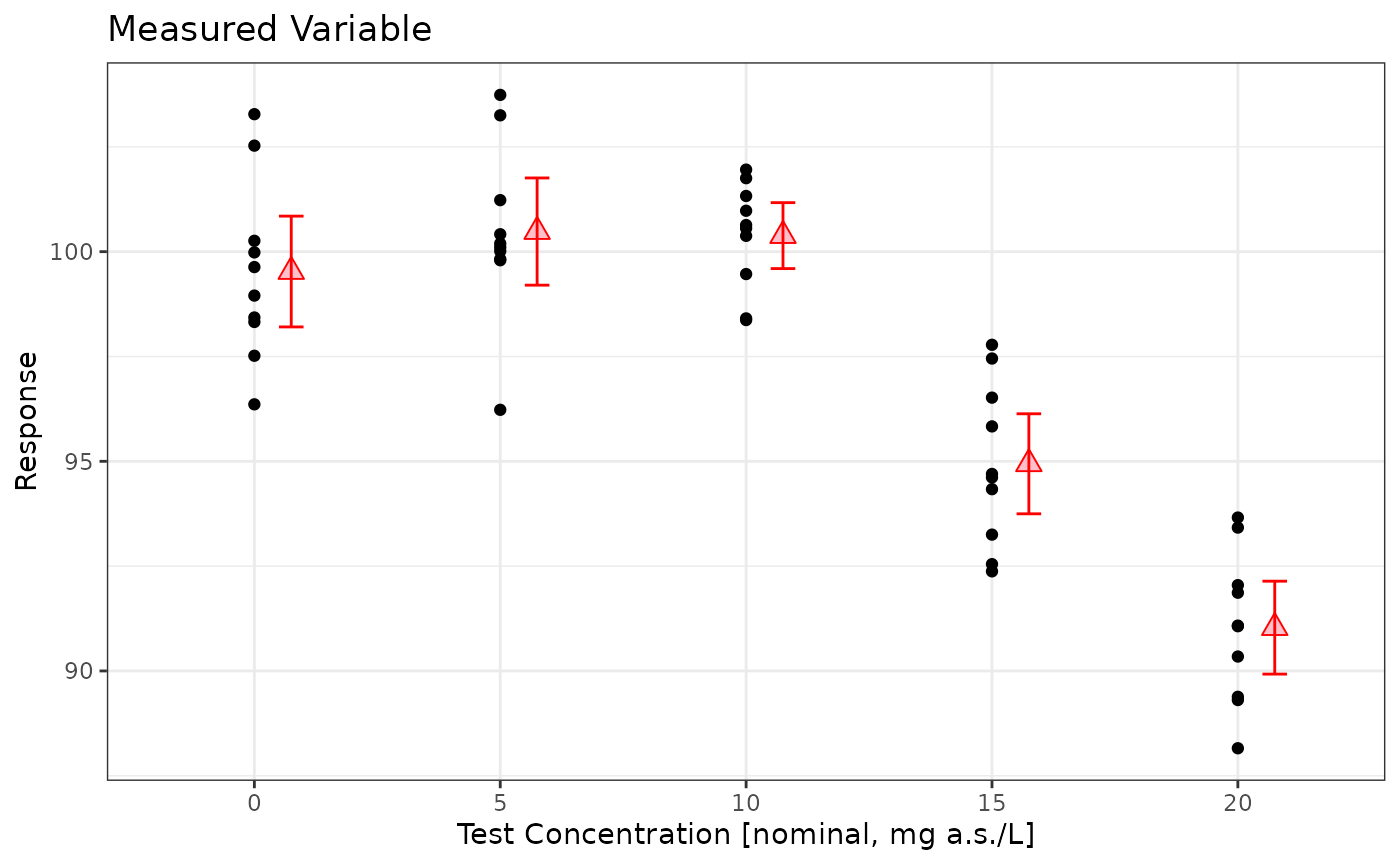 Measured Variable
Response
100
95
90
0 5 10 15 20
Test Concentration [nominal, mg a.s./L]